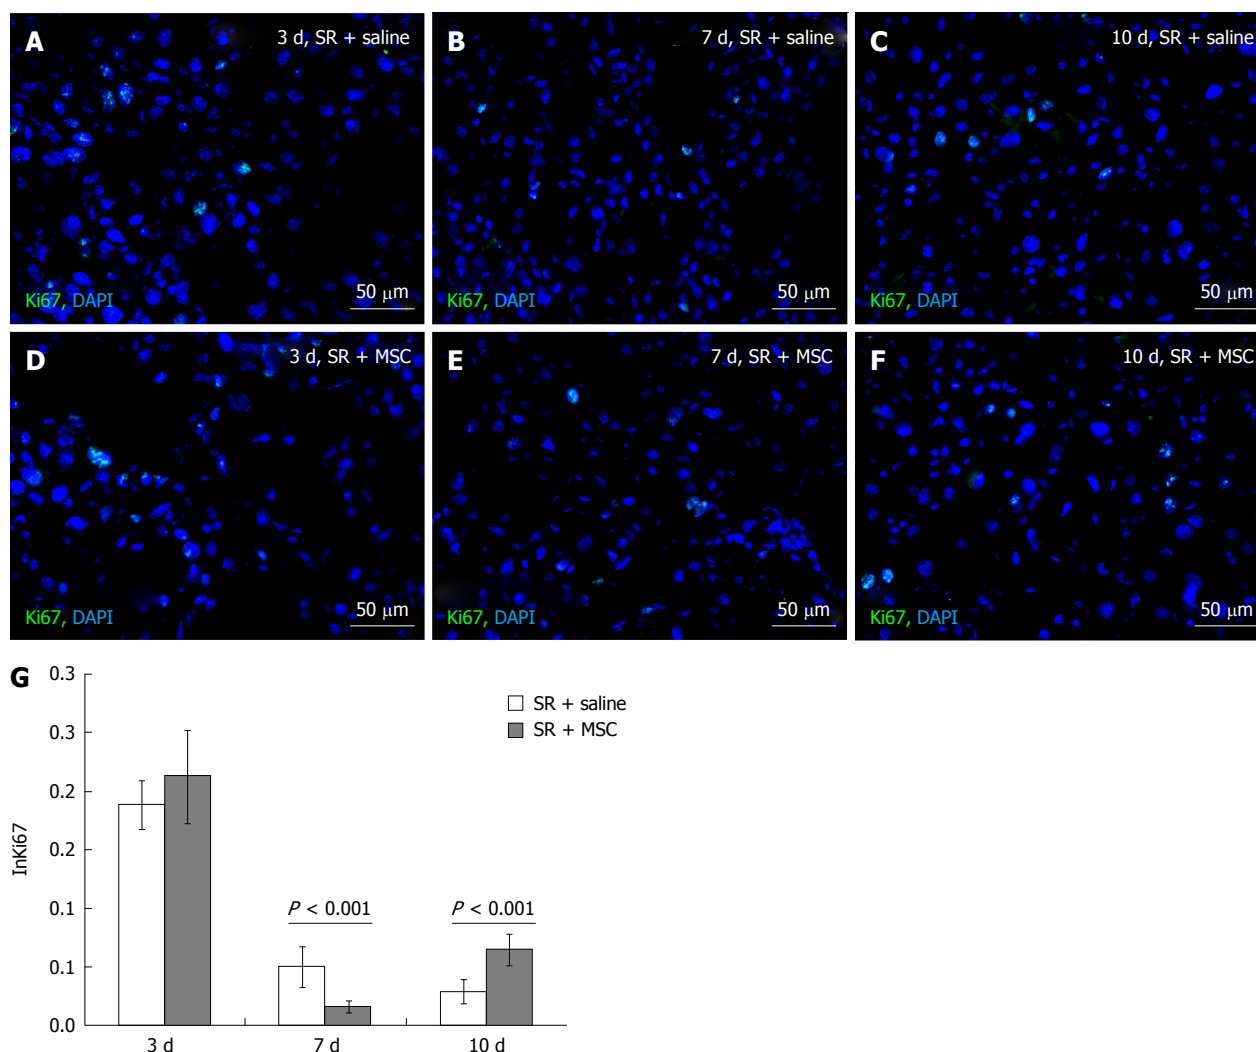 A 3 d, SR + saline
Ki67, DAPI 50 μm
B 7 d, SR + saline
Ki67, DAPI 50 μm
C 10 d, SR + saline
Ki67, DAPI 50 μm
D 3 d, SR + MSC
Ki67, DAPI 50 μm
E 7 d, SR + MSC
Ki67, DAPI 50 μm
F 10 d, SR + MSC
Ki67, DAPI 50 μm
G
SR + saline
SR + MSC
InKi67
0.3
0.3
0.2
0.2
0.1
0.1
0.0
P < 0.001
P < 0.001
3 d 7 d 10 d